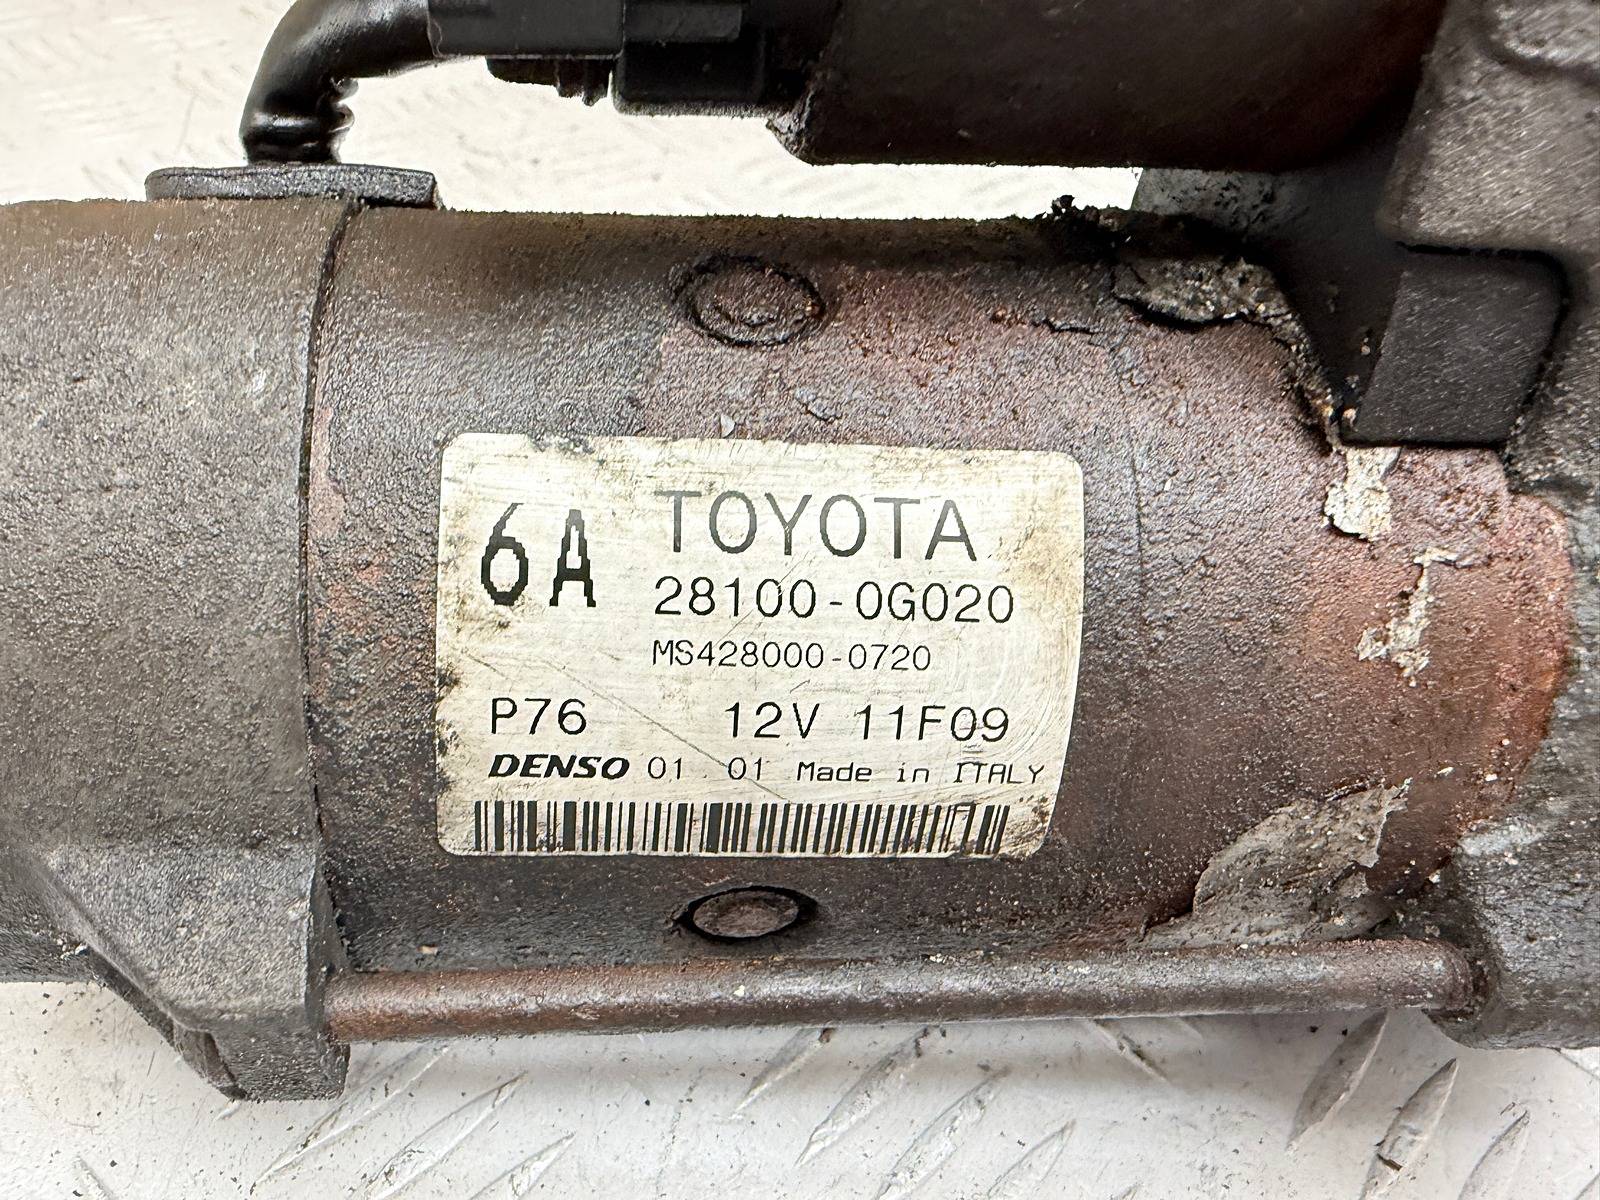 6A TOYOTA
28100-0G020
MS428000-0720
P76 12V 11F09
DENSO 01 . 01 Made in ITALY